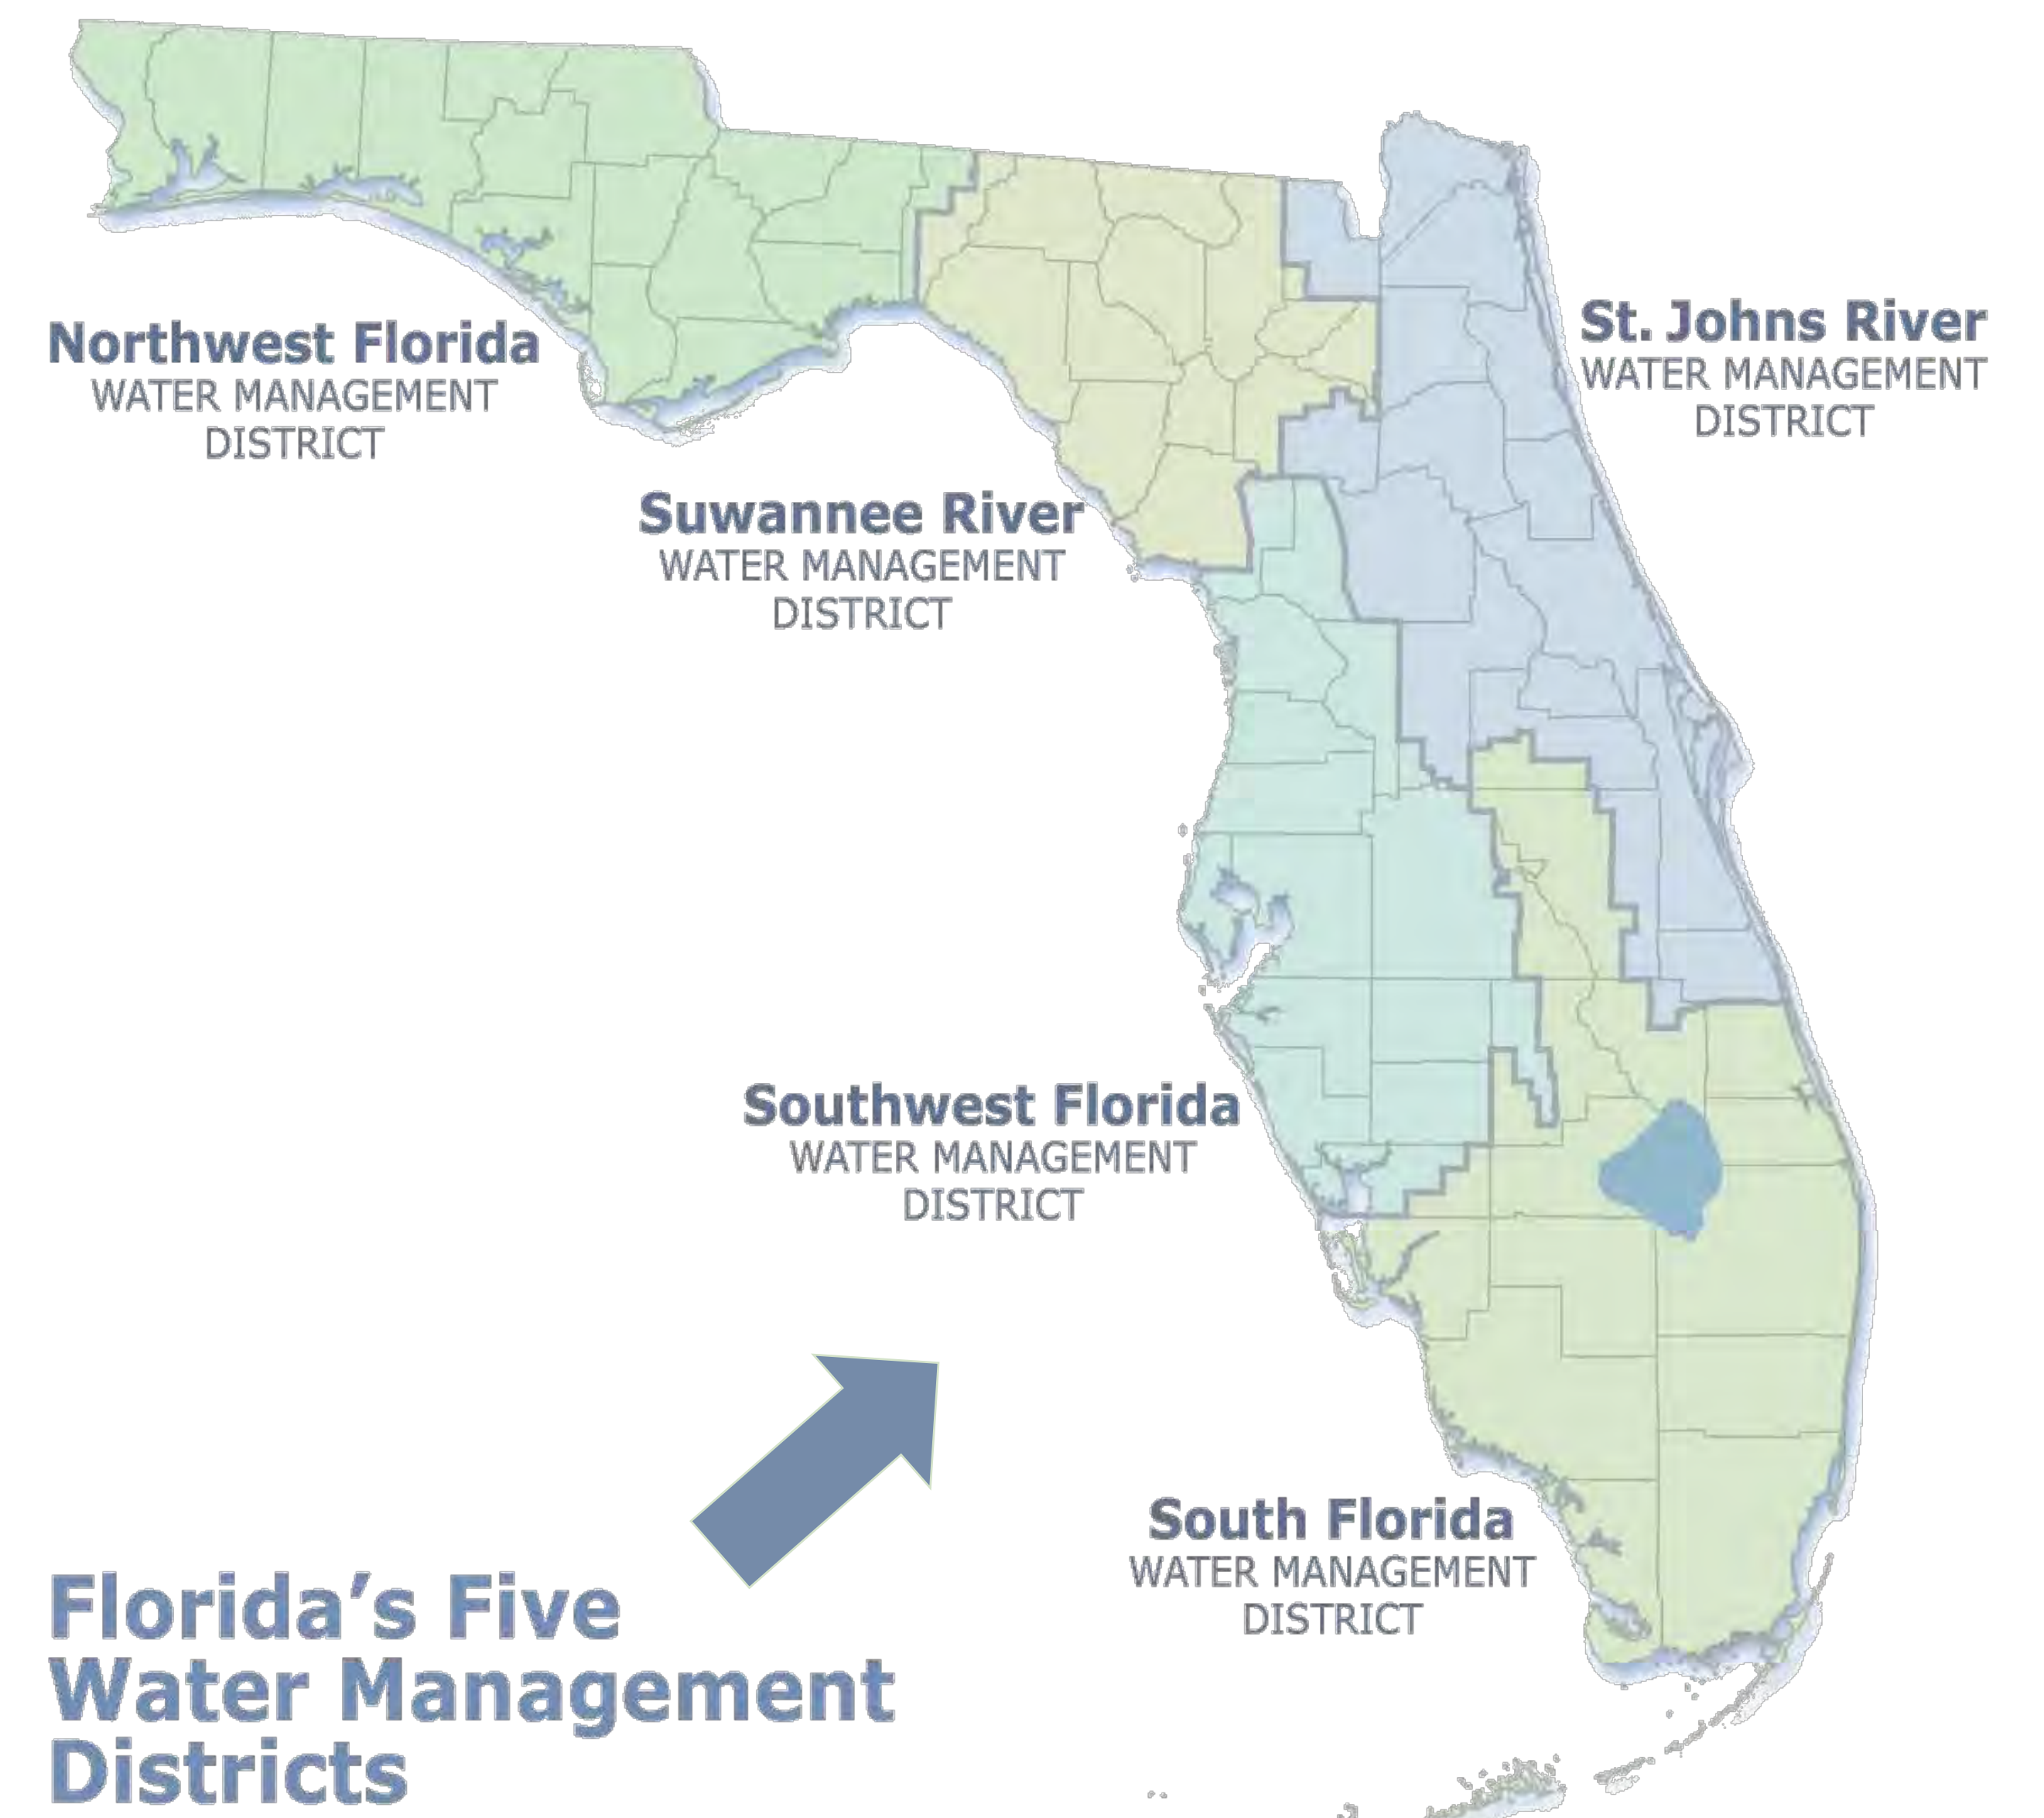 Northwest Florida
WATER MANAGEMENT
DISTRICT
St. Johns River
WATER MANAGEMENT
DISTRICT
Suwannee River
WATER MANAGEMENT
DISTRICT
Southwest Florida
WATER MANAGEMENT
DISTRICT
South Florida
WATER MANAGEMENT
DISTRICT
Florida’s Five
Water Management
Districts